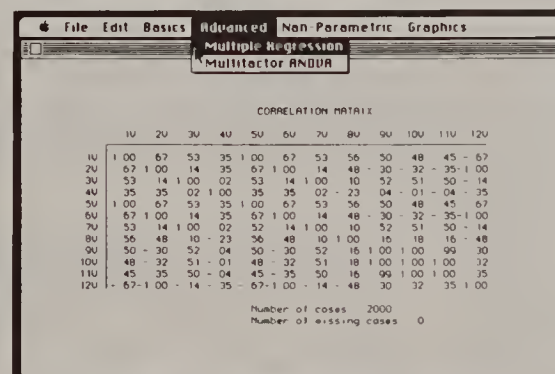 File Edit Basics Advanced Nan-Parametric Graphics
Multiple Regression
Multifactor ANOVA
CORRELATION MATRIX
1V 2V 3V 4V 5V 6V 7V 8V 9V 10V 11V 12V
1V 1 00 67 53 35 1 00 67 53 56 50 48 45 - 67
2V 67 1 00 14 35 67 1 00 14 48 - 30 - 32 - 35-1 00
3V 53 14 1 00 02 53 14 1 00 10 52 51 50 - 14
4V 35 35 02 1 00 35 35 02 - 23 04 - 01 - 04 - 35
5V 1 00 67 53 35 1 00 67 53 56 50 48 45 67
6V 67 1 00 14 35 67 1 00 14 48 - 30 - 32 - 35-1 00
7V 53 14 1 00 02 52 14 1 00 10 52 51 50 - 14
8V 56 48 10 - 23 56 48 10 1 00 16 18 16 - 48
9V 50 - 30 52 04 50 - 30 52 16 1 00 1 00 99 30
10V 48 - 32 51 - 01 48 - 32 51 18 1 00 1 00 1 00 32
11V 45 35 50 - 04 45 - 35 50 16 99 1 00 1 00 35
12V - 67-1 00 - 14 - 35 - 67-1 00 - 14 - 48 30 32 35 1 00
Number of cases 2000
Number of missing cases 0